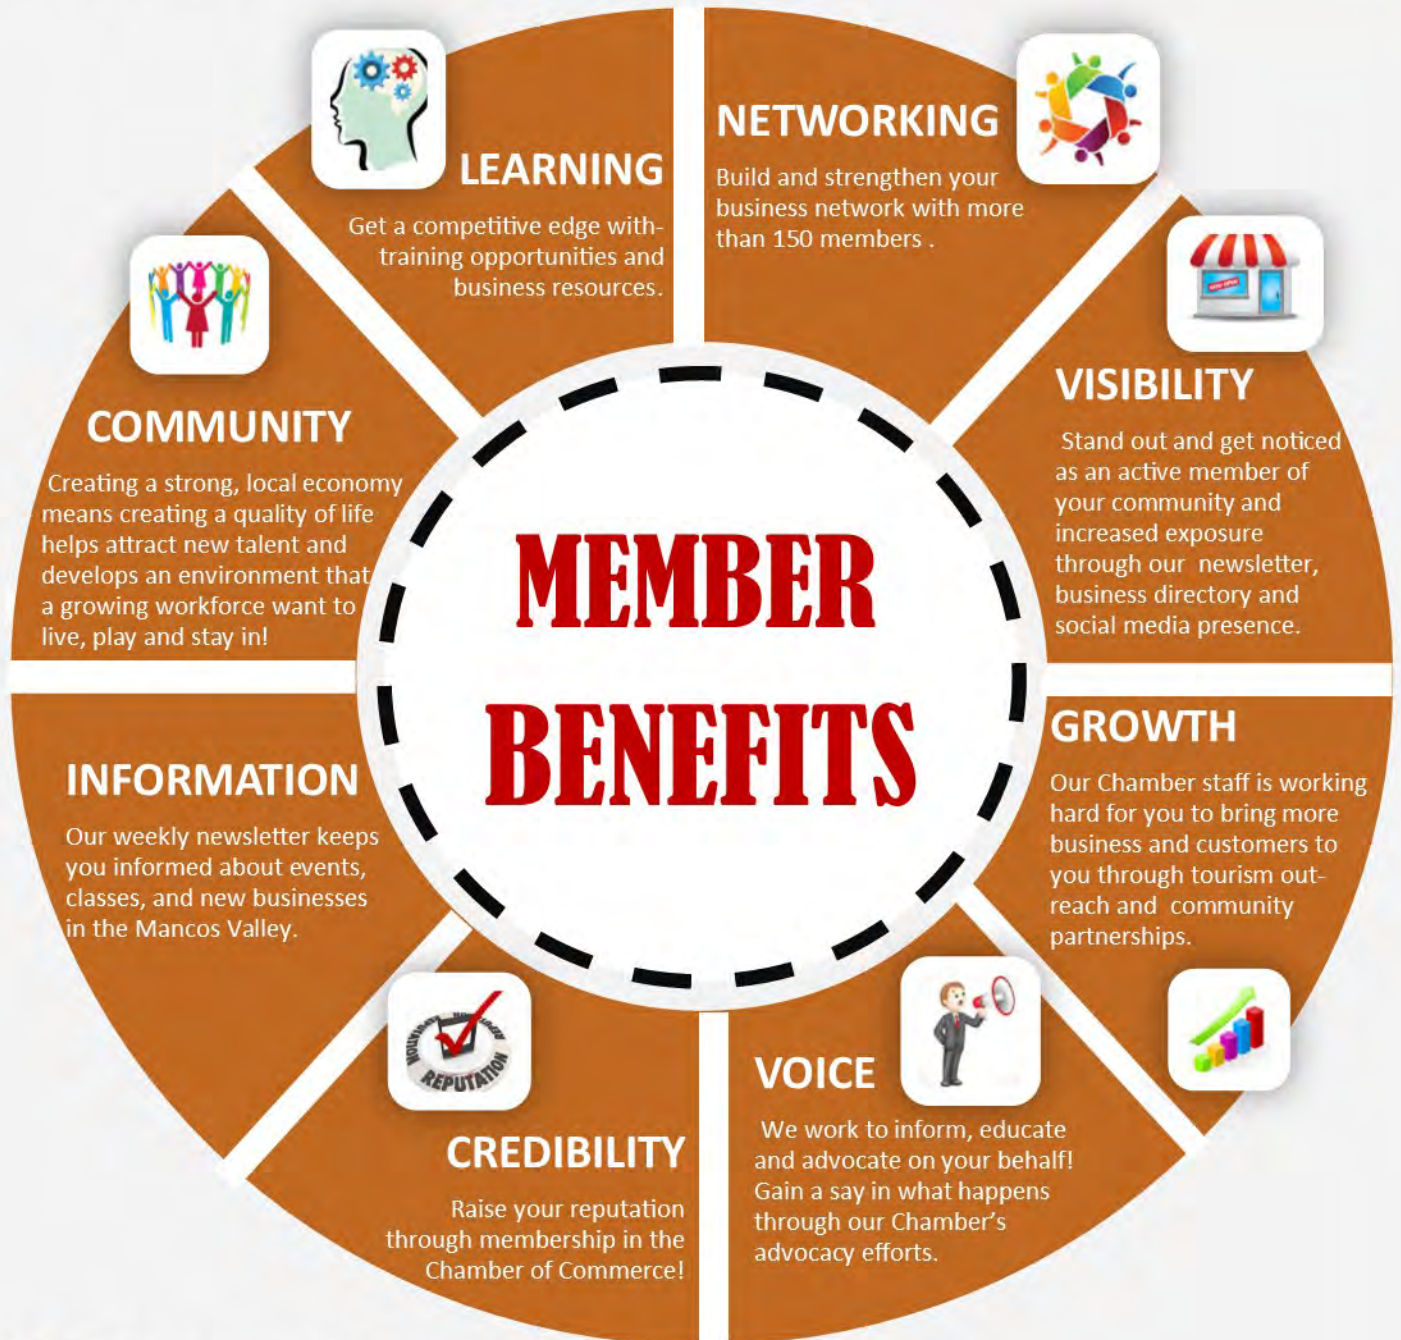 LEARNING
Get a competitive edge with-
training opportunities and
business resources.
NETWORKING
Build and strengthen your
business network with more
than 150 members .
VISIBILITY
Stand out and get noticed
as an active member of
your community and
increased exposure
through our newsletter,
business directory and
social media presence.
GROWTH
Our Chamber staff is working
hard for you to bring more
business and customers to
you through tourism out-
reach and community
partnerships.
VOICE
We work to inform, educate
and advocate on your behalf!
Gain a say in what happens
through our Chamber’s
advocacy efforts.
CREDIBILITY
Raise your reputation
through membership in the
Chamber of Commerce!
REPUTATION
REPUTATION
REPUTATION
INFORMATION
Our weekly newsletter keeps
you informed about events,
classes, and new businesses
in the Mancos Valley.
COMMUNITY
Creating a strong, local economy
means creating a quality of life
helps attract new talent and
develops an environment that
a growing workforce want to
live, play and stay in!
MEMBER
BENEFITS